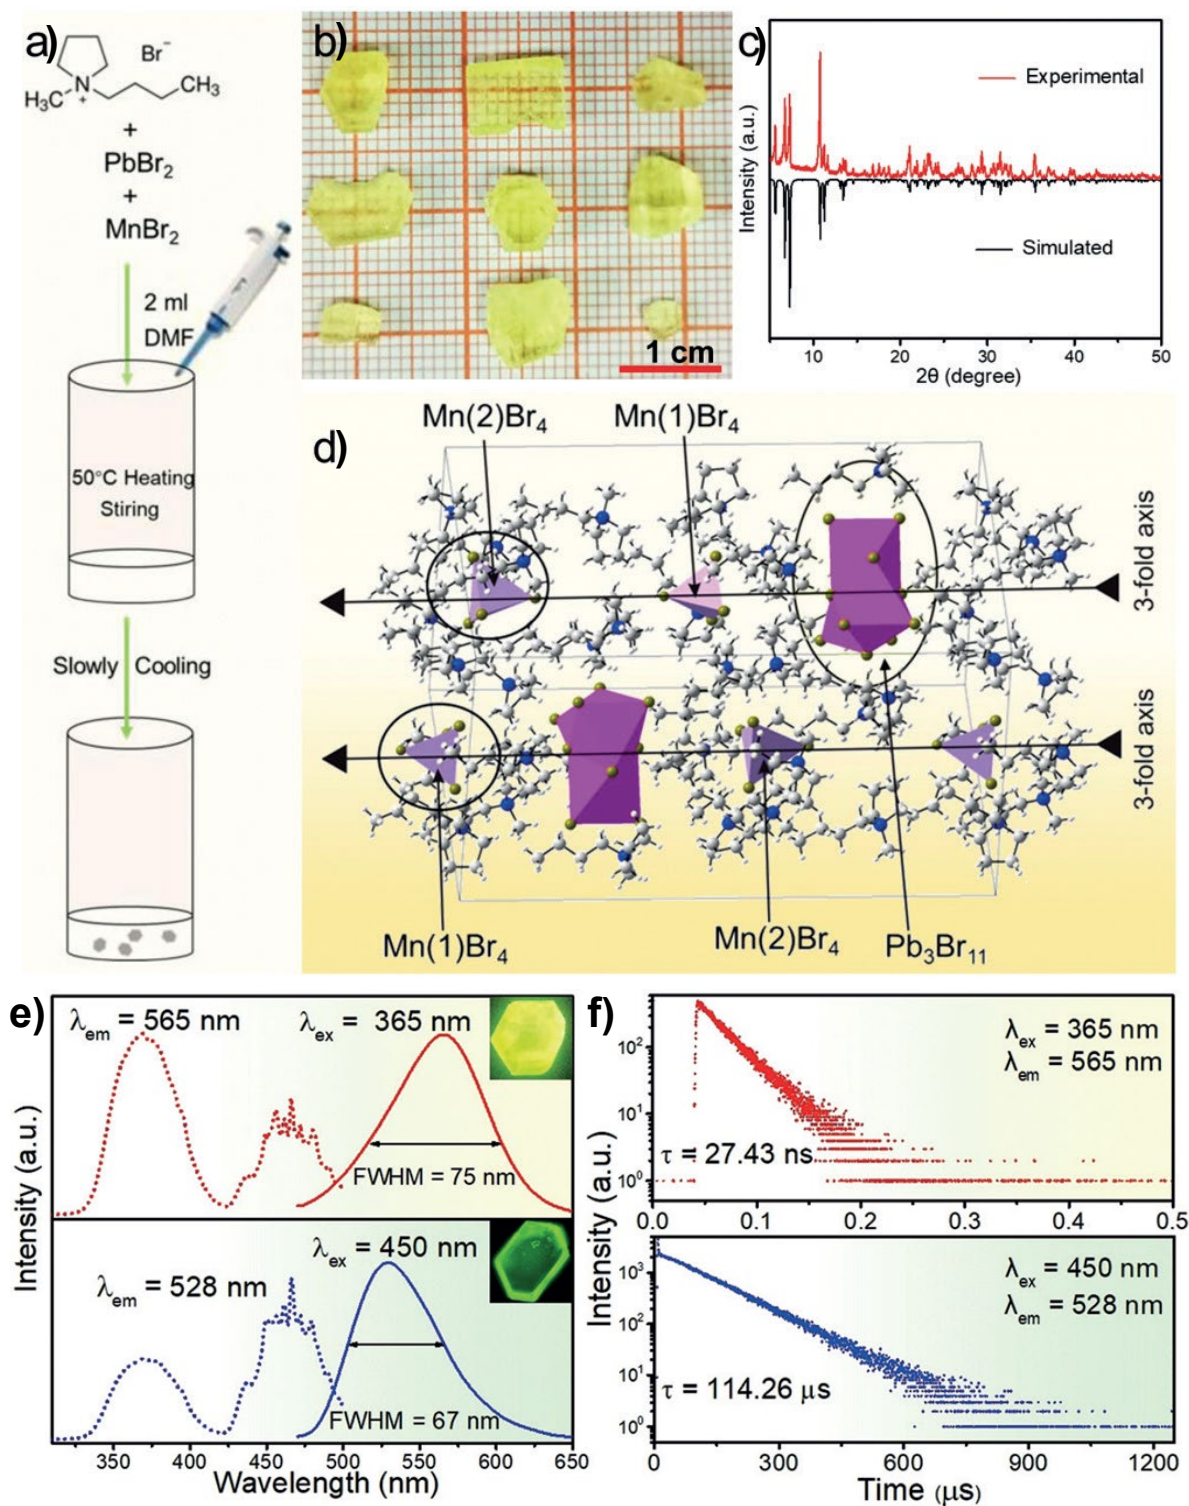 a)
Br⁻
N
+
H₃C
CH₃
+
PbBr₂
+
MnBr₂
2 ml
DMF
50°C Heating
Stiring
Slowly Cooling
b)
1 cm
c)
Experimental
Simulated
Intensity (a.u.)
10 20 30 40 50
2θ (degree)
d)
Mn(2)Br₄
Mn(1)Br₄
3-fold axis
3-fold axis
Mn(1)Br₄
Mn(2)Br₄
Pb₃Br₁₁
e)
λem = 565 nm
λex = 365 nm
FWHM = 75 nm
λem = 528 nm
λex = 450 nm
FWHM = 67 nm
Intensity (a.u.)
350 400 450 500 550 600 650
Wavelength (nm)
f)
λex = 365 nm
λem = 565 nm
τ = 27.43 ns
10²
10¹
10⁰
0.0 0.1 0.2 0.3 0.4 0.5
λex = 450 nm
λem = 528 nm
τ = 114.26 μs
10³
10²
10¹
10⁰
0 300 600 900 1200
Intensity (a.u.)
Time (μs)